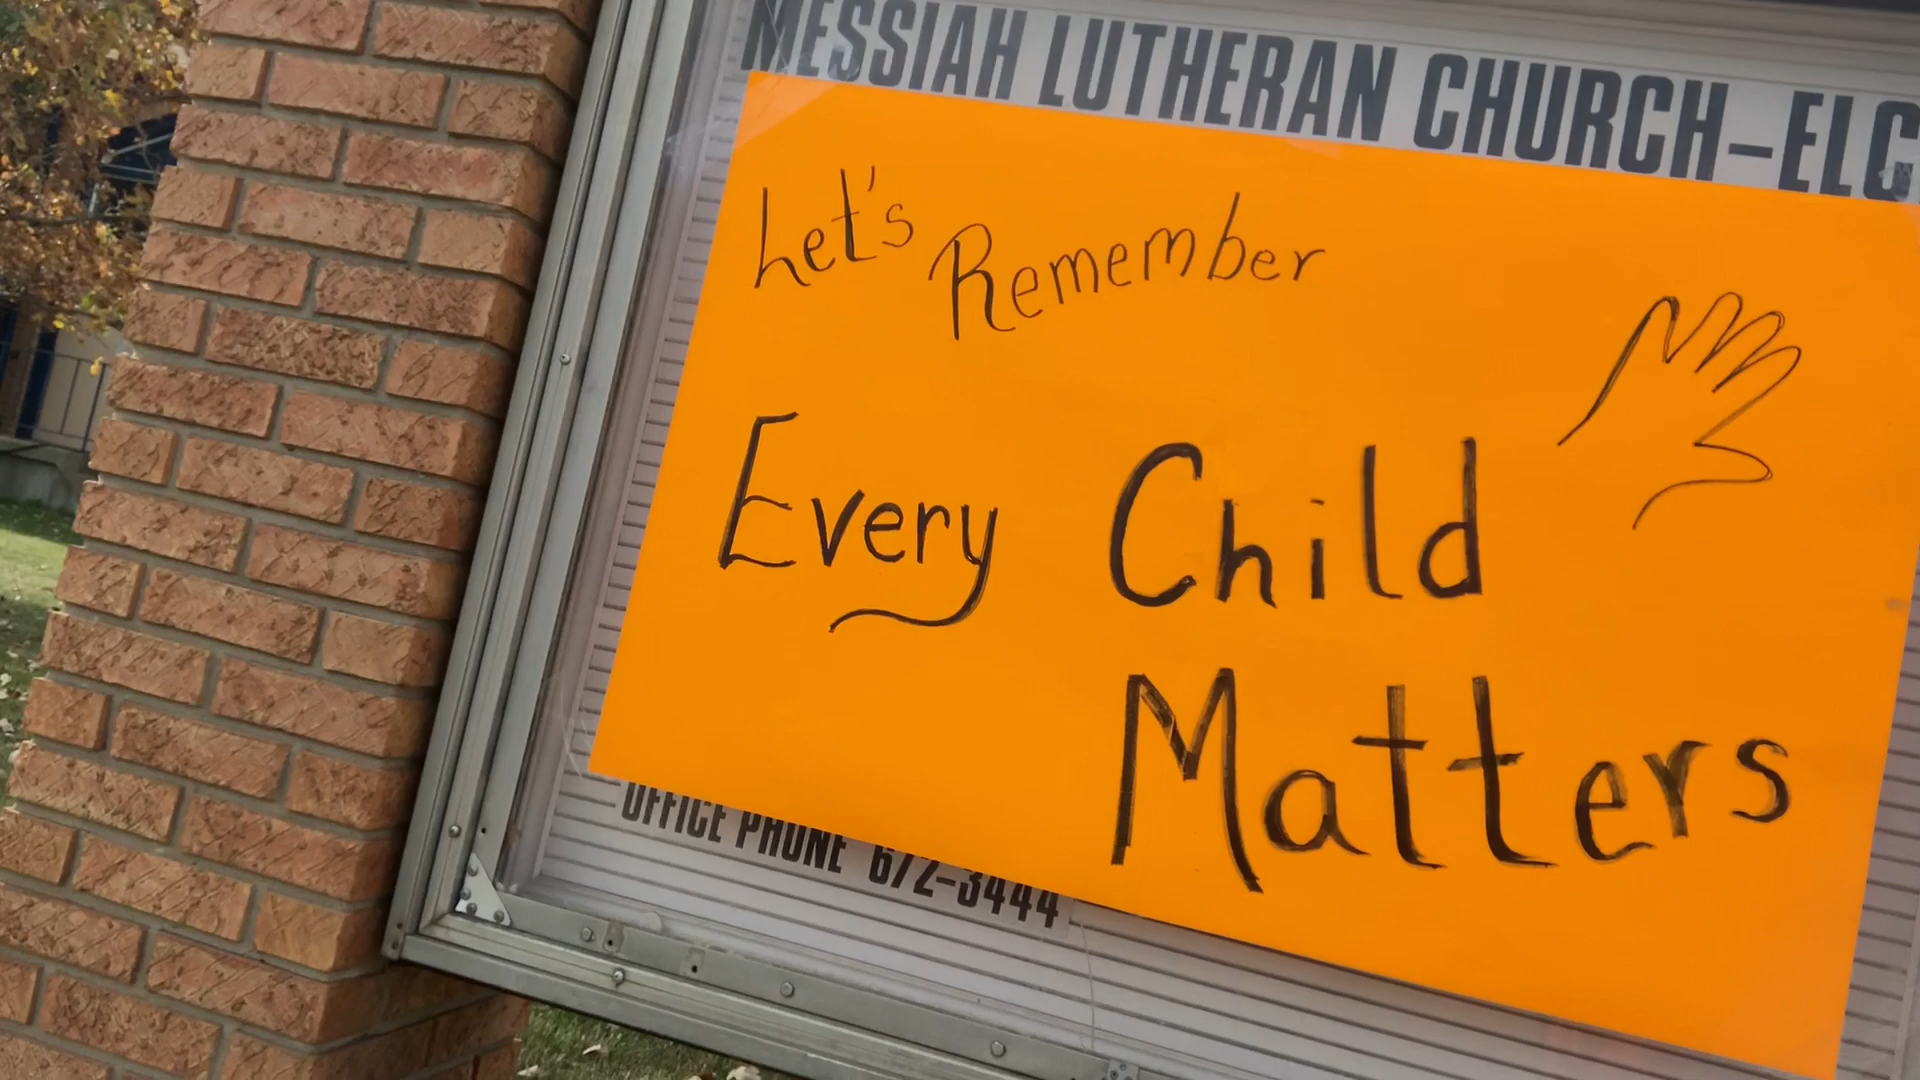 MESSIAH LUTHERAN CHURCH-ELC
Let's Remember
Every Child
Matters
OFFICE PHONE 672-3444